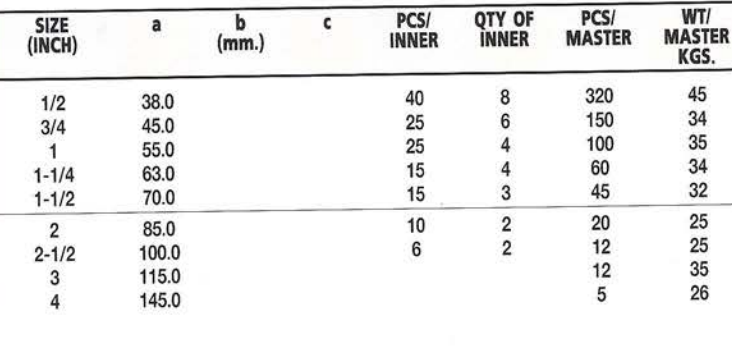 SIZE (INCH) a b (mm.) c PCS/ INNER QTY OF INNER PCS/ MASTER WT/ MASTER KGS.
1/2 38.0 40 8 320 45
3/4 45.0 25 6 150 34
1 55.0 25 4 100 35
1-1/4 63.0 15 4 60 34
1-1/2 70.0 15 3 45 32
2 85.0 10 2 20 25
2-1/2 100.0 6 2 12 25
3 115.0 12 35
4 145.0 5 26